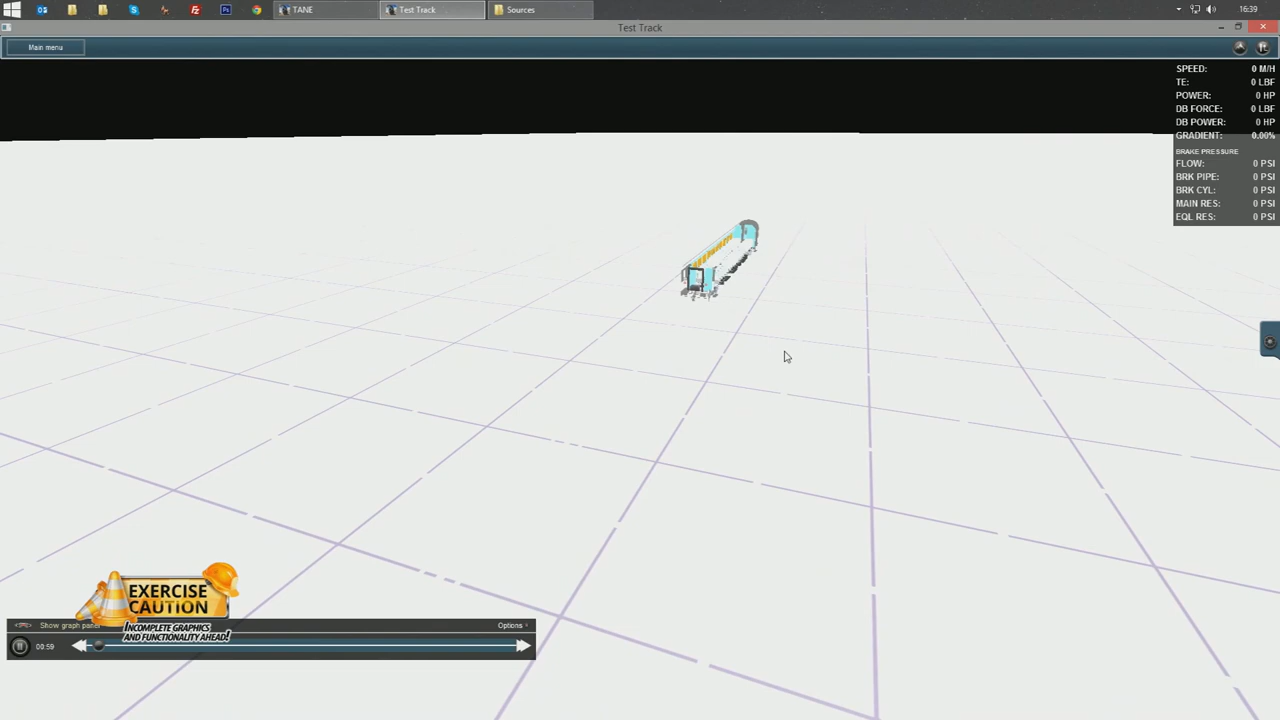 TANE
Test Track
Sources
16:39
Test Track
Main menu
SPEED: 0 M/H
TE: 0 LBF
POWER: 0 HP
DB FORCE: 0 LBF
DB POWER: 0 HP
GRADIENT: 0.00%
BRAKE PRESSURE
FLOW: 0 PSI
BRK PIPE: 0 PSI
BRK CYL: 0 PSI
MAIN RES: 0 PSI
EQL RES: 0 PSI
EXERCISE
CAUTION
INCOMPLETE GRAPHICS
AND FUNCTIONALITY AHEAD!
Show graph panel
Options
00:59